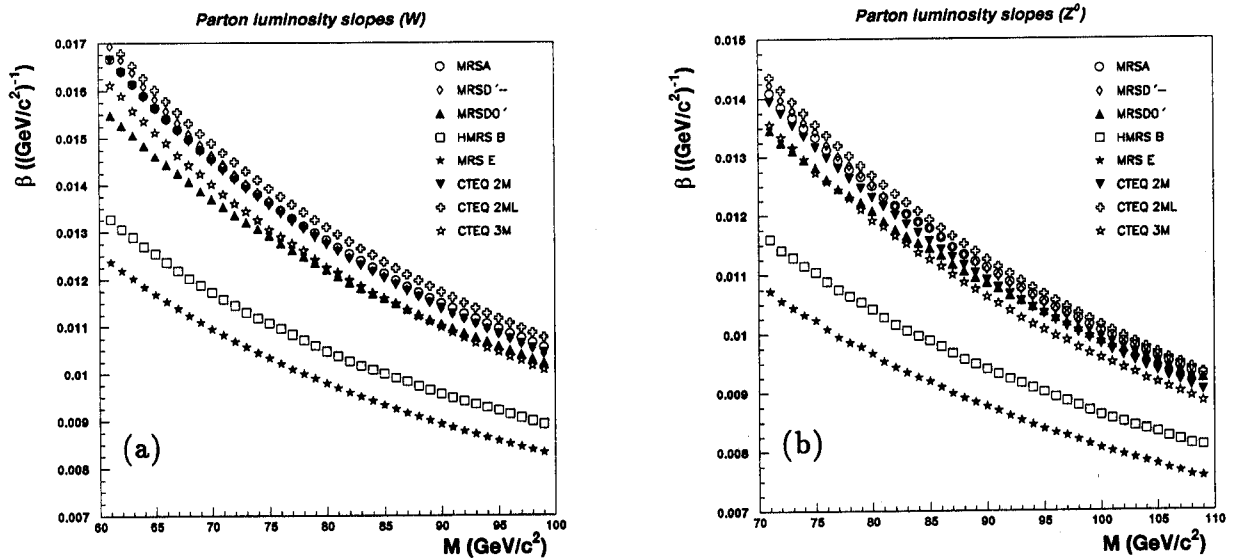 Parton luminosity slopes (W)
β ((GeV/c²)⁻¹)
0.017
0.016
0.015
0.014
0.013
0.012
0.011
0.01
0.009
0.008
0.007
MRSA
MRSD´--
MRSD0´
HMRS B
MRS E
CTEQ 2M
CTEQ 2ML
CTEQ 3M
(a)
60 65 70 75 80 85 90 95 100
M (GeV/c²)
Parton luminosity slopes (Z⁰)
β ((GeV/c²)⁻¹)
0.015
0.014
0.013
0.012
0.011
0.01
0.009
0.008
0.007
MRSA
MRSD´--
MRSD0´
HMRS B
MRS E
CTEQ 2M
CTEQ 2ML
CTEQ 3M
(b)
70 75 80 85 90 95 100 105 110
M (GeV/c²)